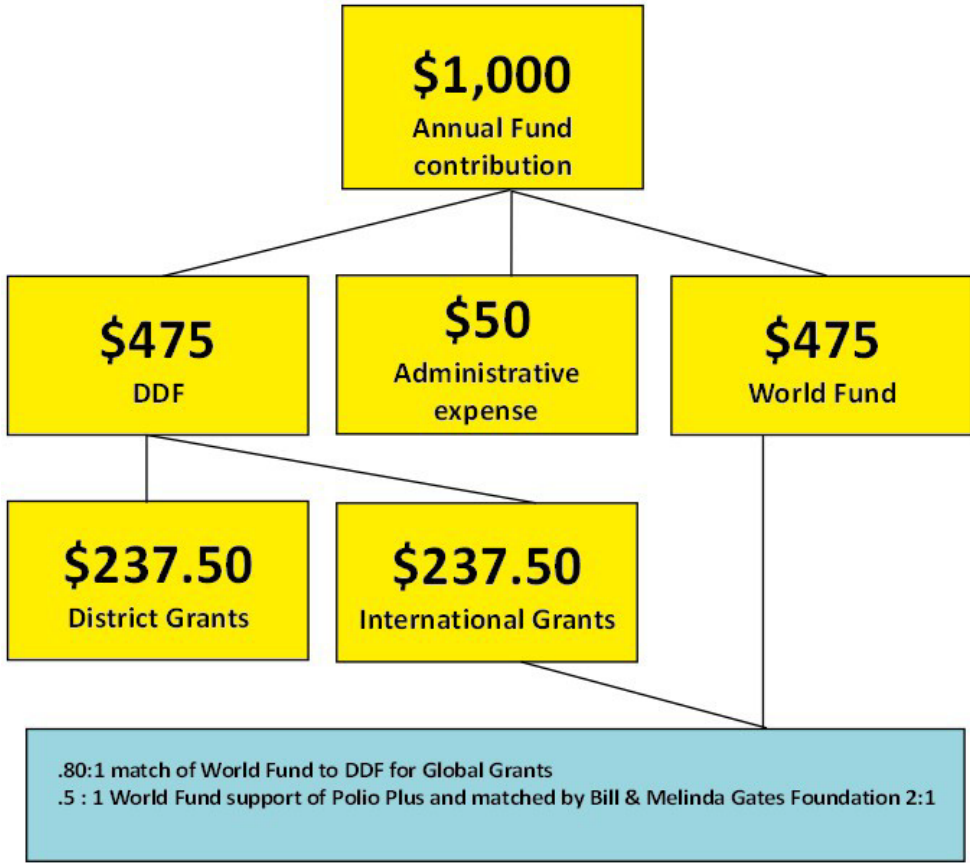 $1,000
Annual Fund
contribution
$475
DDF
$50
Administrative
expense
$475
World Fund
$237.50
District Grants
$237.50
International Grants
.80:1 match of World Fund to DDF for Global Grants
.5 : 1 World Fund support of Polio Plus and matched by Bill & Melinda Gates Foundation 2:1